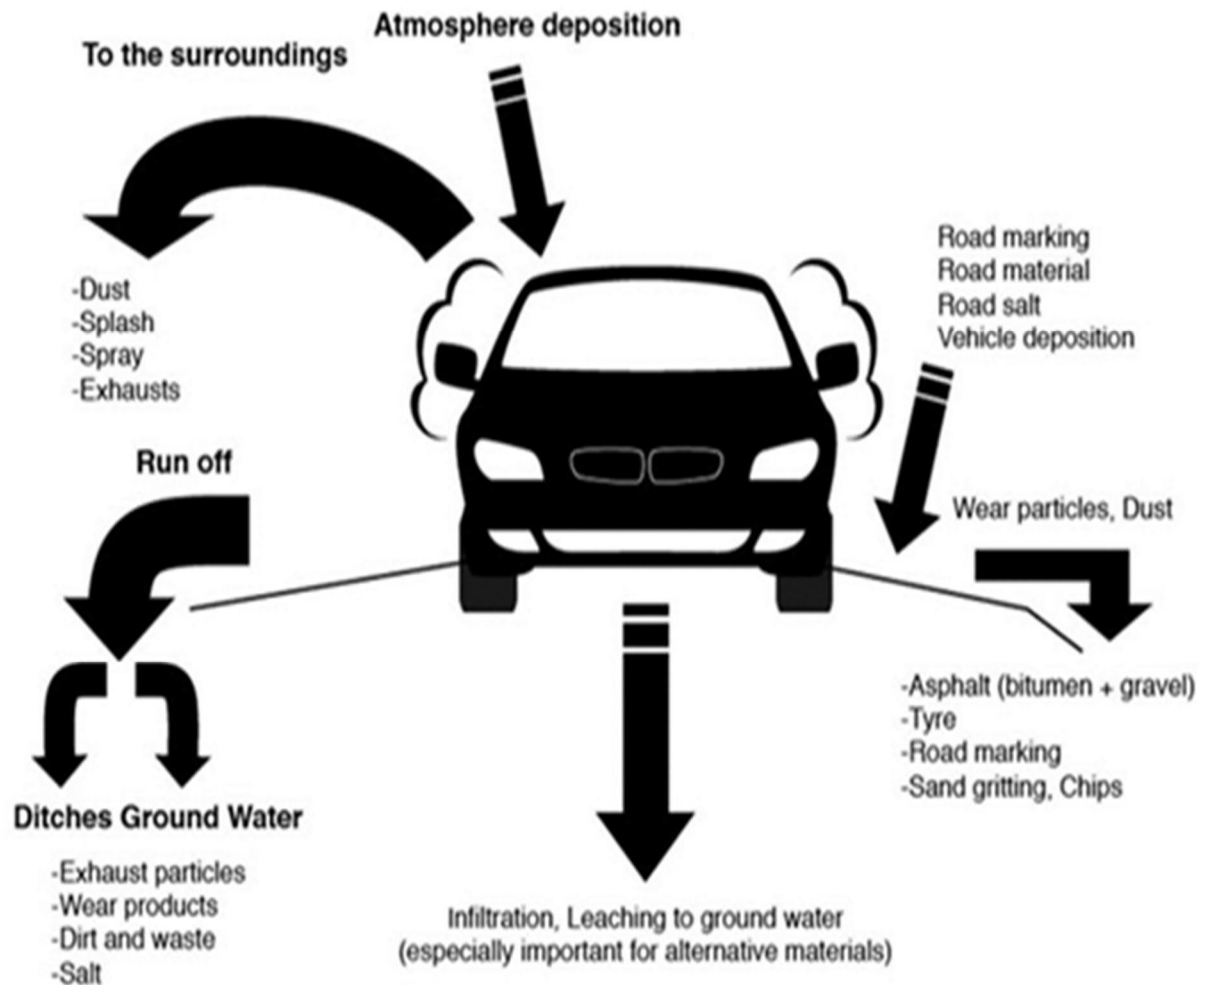 Atmosphere deposition
To the surroundings
-Dust
-Splash
-Spray
-Exhausts
Road marking
Road material
Road salt
Vehicle deposition
Run off
Wear particles, Dust
-Asphalt (bitumen + gravel)
-Tyre
-Road marking
-Sand gritting, Chips
Ditches Ground Water
-Exhaust particles
-Wear products
-Dirt and waste
-Salt
Infiltration, Leaching to ground water
(especially important for alternative materials)